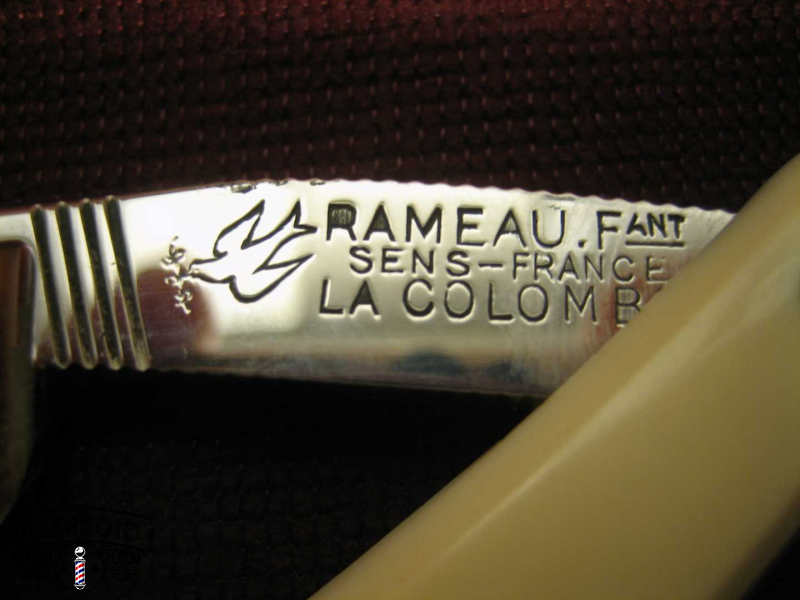 RAMEAU. FANT
SENS-FRANCE
LA COLOMB